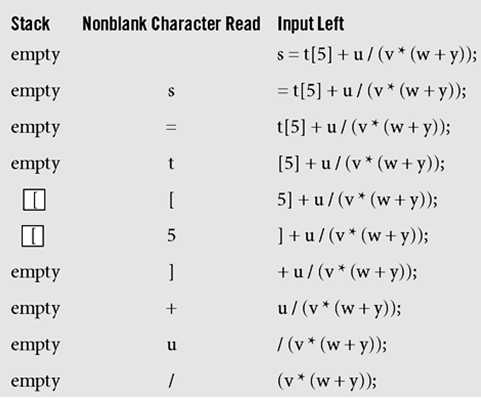 Stack Nonblank Character Read Input Left
empty s = t[5] + u / (v * (w + y));
empty s = t[5] + u / (v * (w + y));
empty = t[5] + u / (v * (w + y));
empty t [5] + u / (v * (w + y));
[ [ 5] + u / (v * (w + y));
[ 5 ] + u / (v * (w + y));
empty ] + u / (v * (w + y));
empty + u / (v * (w + y));
empty u / (v * (w + y));
empty / (v * (w + y));